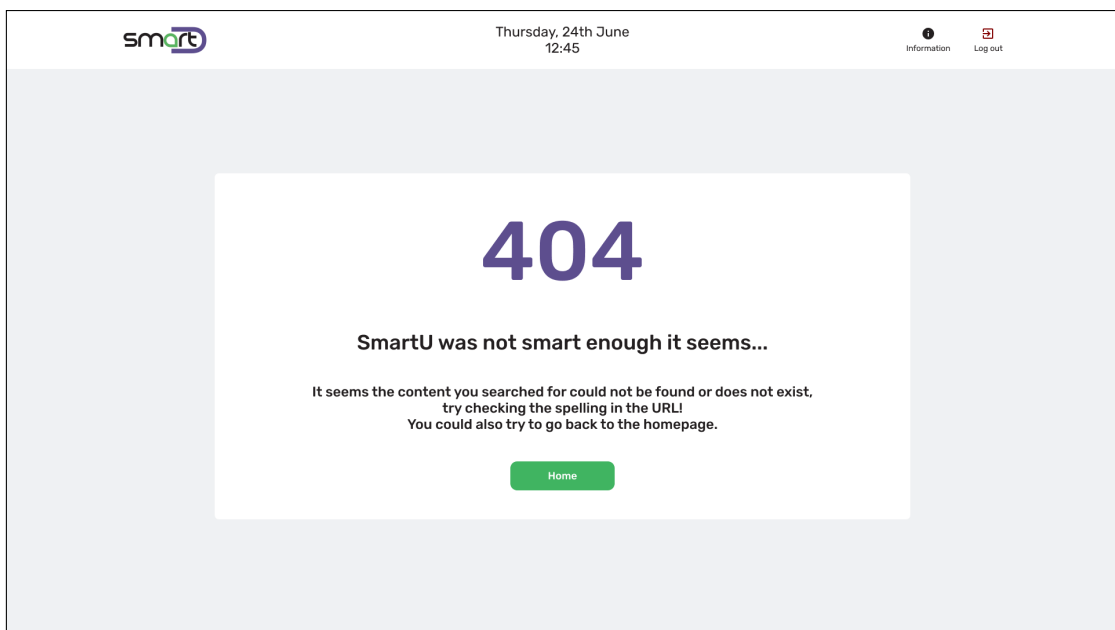 smart
Thursday, 24th June
12:45
Information
Log out
404
SmartU was not smart enough it seems...
It seems the content you searched for could not be found or does not exist,
try checking the spelling in the URL!
You could also try to go back to the homepage.
Home